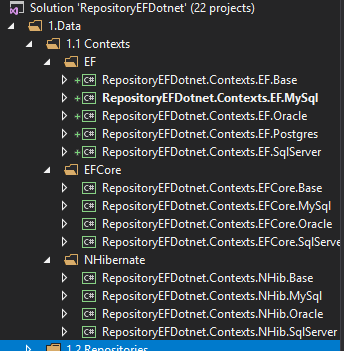 Solution 'RepositoryEFDotnet' (22 projects)
1.Data
1.1 Contexts
EF
+ C# RepositoryEFDotnet.Contexts.EF.Base
+ C# RepositoryEFDotnet.Contexts.EF.MySql
+ C# RepositoryEFDotnet.Contexts.EF.Oracle
+ C# RepositoryEFDotnet.Contexts.EF.Postgres
+ C# RepositoryEFDotnet.Contexts.EF.SqlServer
EFCore
C# RepositoryEFDotnet.Contexts.EFCore.Base
C# RepositoryEFDotnet.Contexts.EFCore.MySql
C# RepositoryEFDotnet.Contexts.EFCore.Oracle
C# RepositoryEFDotnet.Contexts.EFCore.SqlServe
NHibernate
C# RepositoryEFDotnet.Contexts.NHib.Base
C# RepositoryEFDotnet.Contexts.NHib.MySql
C# RepositoryEFDotnet.Contexts.NHib.Oracle
C# RepositoryEFDotnet.Contexts.NHib.SqlServer
1.2 Repositories